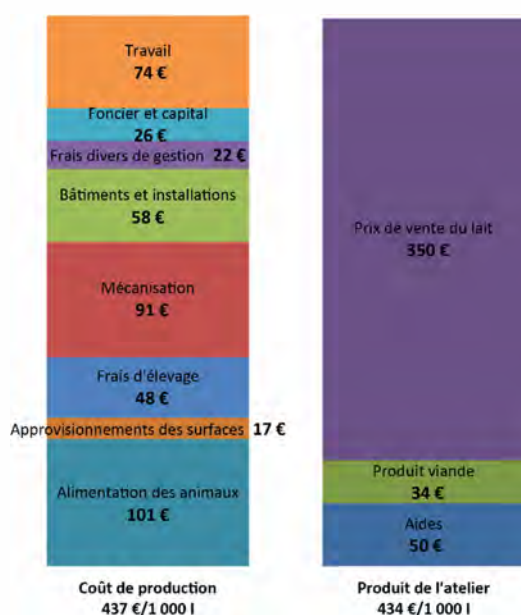 Travail
74 €
Foncier et capital
26 €
Frais divers de gestion 22 €
Bâtiments et installations
58 €
Mécanisation
91 €
Frais d'élevage
48 €
Approvisionnements des surfaces 17 €
Alimentation des animaux
101 €
Coût de production
437 €/1 000 l
Prix de vente du lait
350 €
Produit viande
34 €
Aides
50 €
Produit de l'atelier
434 €/1 000 l